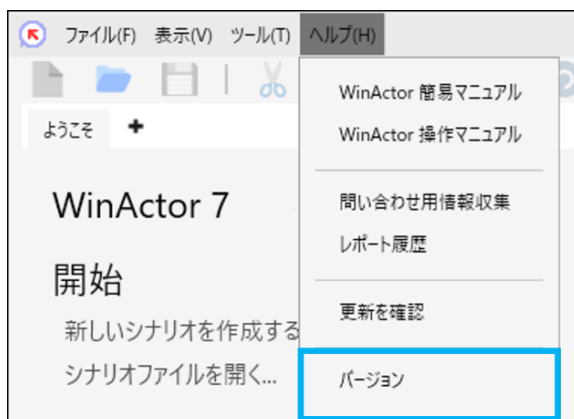 ファイル(F) 表示(V) ツール(T) ヘルプ(H)
ようこそ
WinActor 7
開始
新しいシナリオを作成する
シナリオファイルを開く...
WinActor 簡易マニュアル
WinActor 操作マニュアル
問い合わせ用情報収集
レポート履歴
更新を確認
バージョン